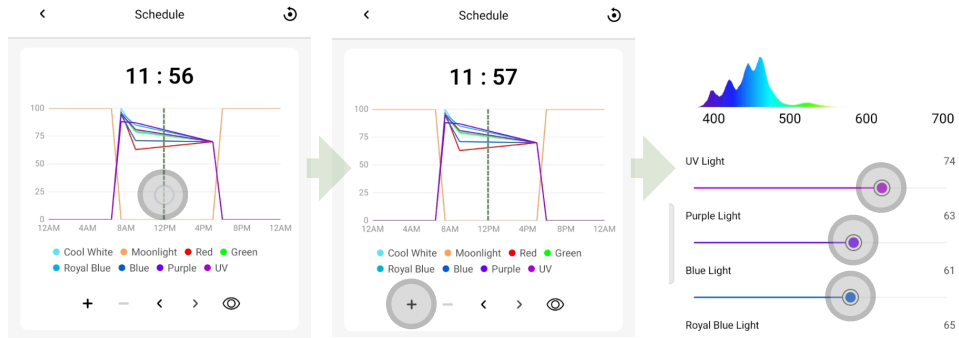 Schedule
11 : 56
100
75
50
25
0
12AM 4AM 8AM 12PM 4PM 8PM 12AM
Cool White Moonlight Red Green
Royal Blue Blue Purple UV
Schedule
11 : 57
100
75
50
25
0
12AM 4AM 8AM 12PM 4PM 8PM 12AM
Cool White Moonlight Red Green
Royal Blue Blue Purple UV
400 500 600 700
UV Light 74
Purple Light 63
Blue Light 61
Royal Blue Light 65